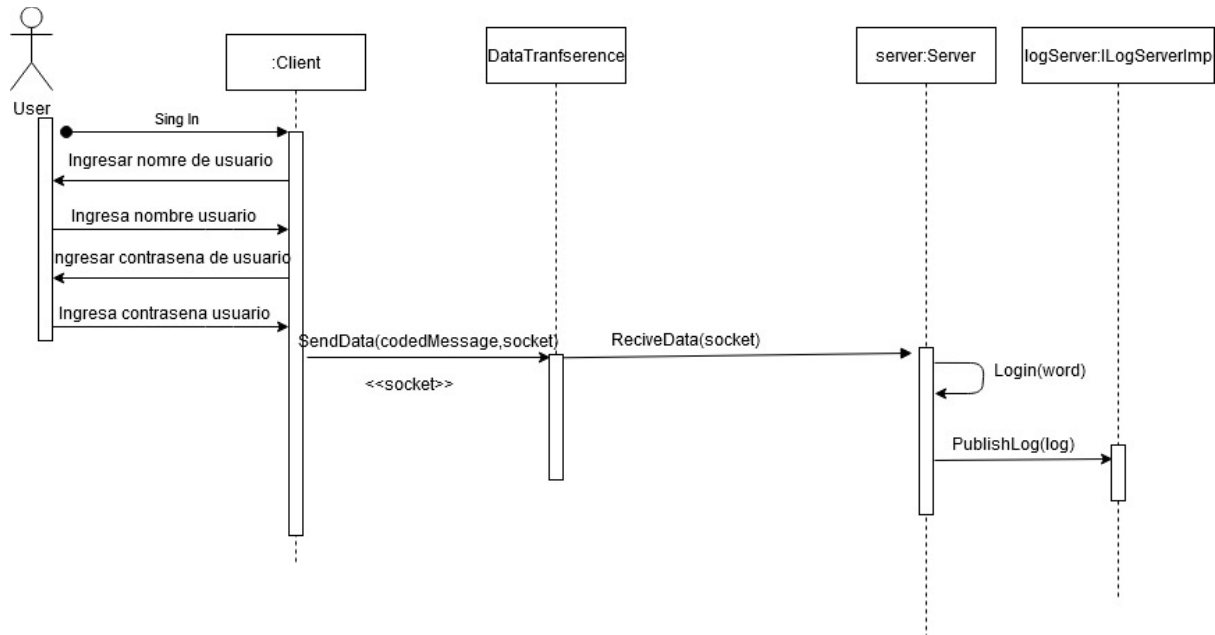 :Client
DataTranfserence
server:Server
logServer:ILogServerImp
User
Sing In
Ingresar nomre de usuario
Ingresa nombre usuario
ngresar contrasena de usuario
Ingresa contrasena usuario
SendData(codedMessage,socket)
<<socket>>
ReciveData(socket)
Login(word)
PublishLog(log)